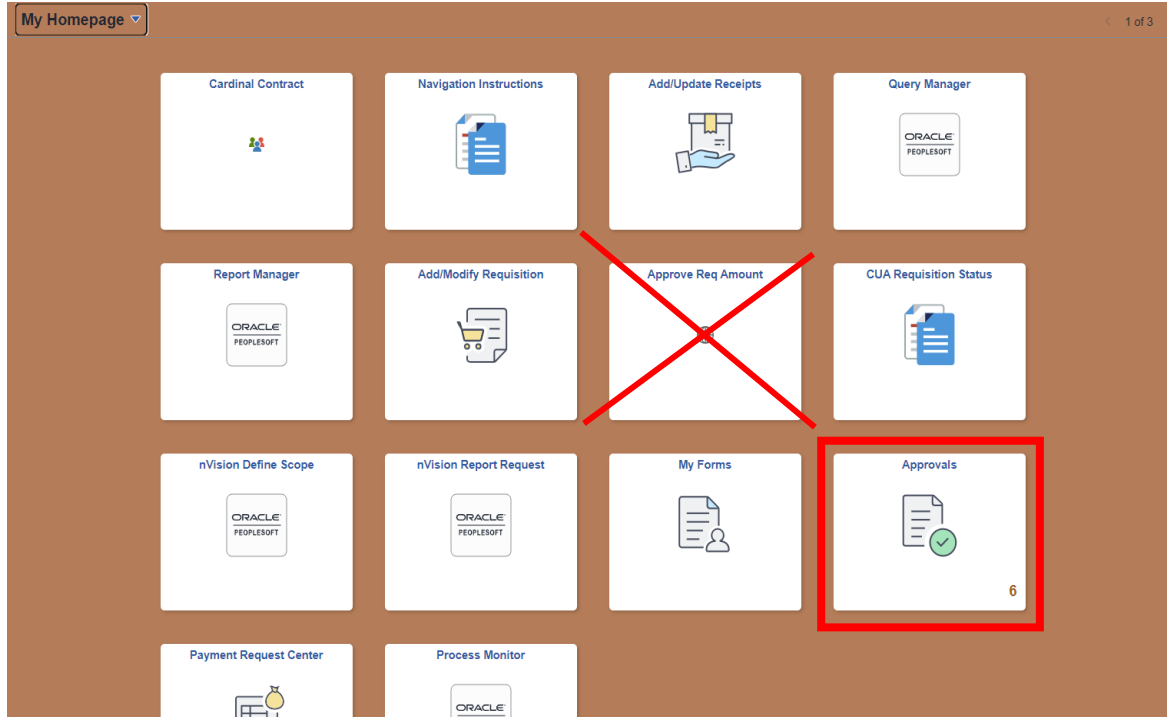 My Homepage
1 of 3
Cardinal Contract
Navigation Instructions
Add/Update Receipts
Query Manager
ORACLE
PEOPLESOFT
Report Manager
Add/Modify Requisition
Approve Req Amount
CUA Requisition Status
ORACLE
PEOPLESOFT
nVision Define Scope
nVision Report Request
My Forms
Approvals
ORACLE
PEOPLESOFT
ORACLE
PEOPLESOFT
6
Payment Request Center
Process Monitor
ORACLE